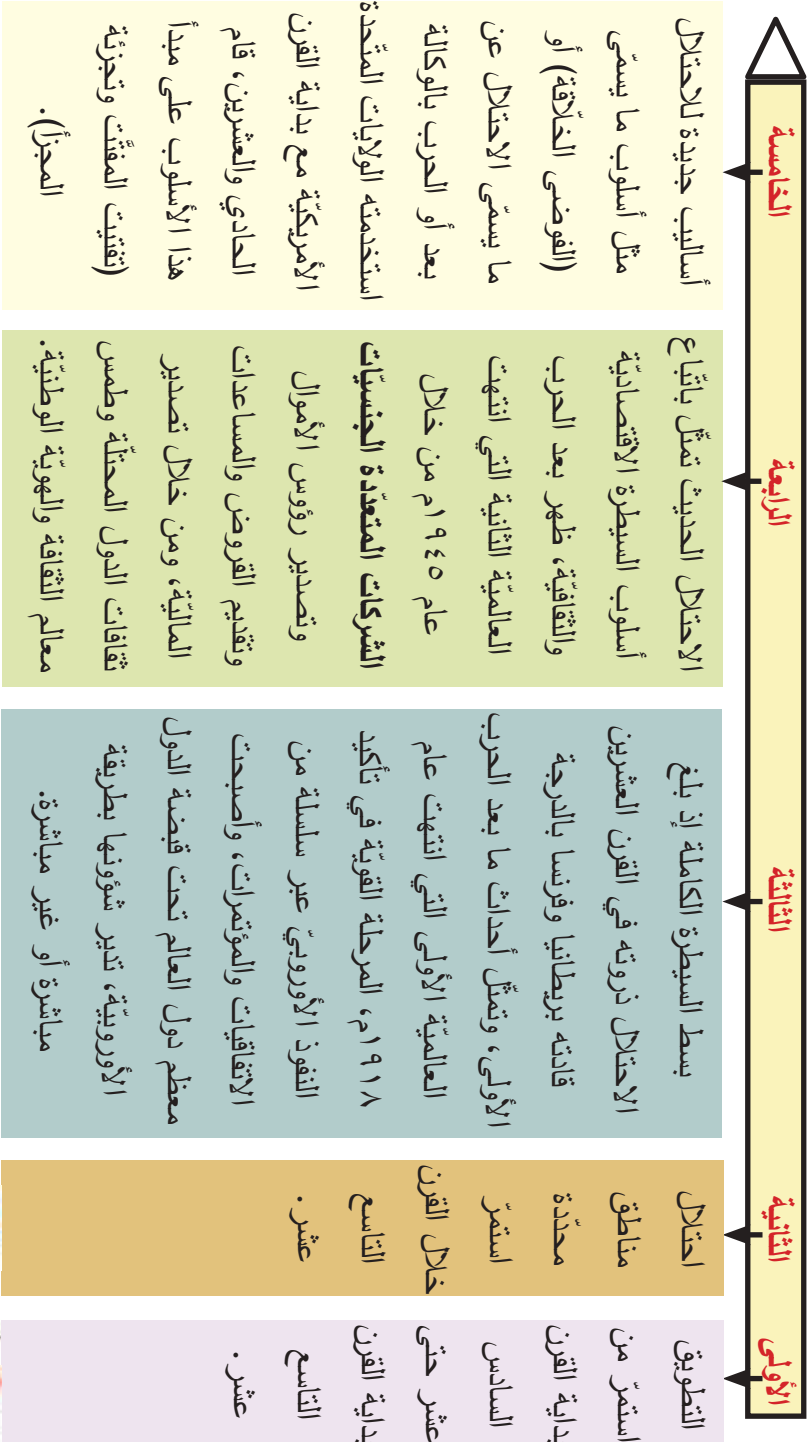 الأولى
التطويق
استمرّ من
بداية القرن
السادس
عشر حتى
بداية القرن
التاسع
عشر.
الثانية
احتلال
مناطق
محدّدة
استمرّ
خلال القرن
التاسع
عشر.
الثالثة
بسط السيطرة الكاملة إذ بلغ
الاحتلال ذروته في القرن العشرين
قادته بريطانيا وفرنسا بالدرجة
الأولى، وتمثّل أحداث ما بعد الحرب
العالميّة الأولى التي انتهت عام
١٩١٨م، المرحلة القويّة في تأكيد
النفوذ الأوروبيّ عبر سلسلة من
الاتفاقيات والمؤتمرات، وأصبحت
معظم دول العالم تحت قبضة الدول
الأوروبيّة، تدير شؤونها بطريقة
مباشرة أو غير مباشرة.
الرابعة
الاحتلال الحديث تمثّل باتّباع
أسلوب السيطرة الاقتصاديّة
والثقافيّة، ظهر بعد الحرب
العالميّة الثانية التي انتهت
عام ١٩٤٥م من خلال
الشركات المتعدّدة الجنسيّات
وتصدير رؤوس الأموال
وتقديم القروض والمساعدات
الماليّة، ومن خلال تصدير
ثقافات الدول المحتلّة وطمس
معالم الثقافة والهويّة الوطنيّة.
الخامسة
أساليب جديدة للاحتلال
مثل أسلوب ما يسمّى
(الفوضى الخلّاقة) أو
ما يسمّى الاحتلال عن
بعد أو الحرب بالوكالة
استخدمته الولايات المتّحدة
الأمريكيّة مع بداية القرن
الحادي والعشرين، قام
هذا الأسلوب على مبدأ
(تفتيت المفتّت وتجزئة
المجزأ).